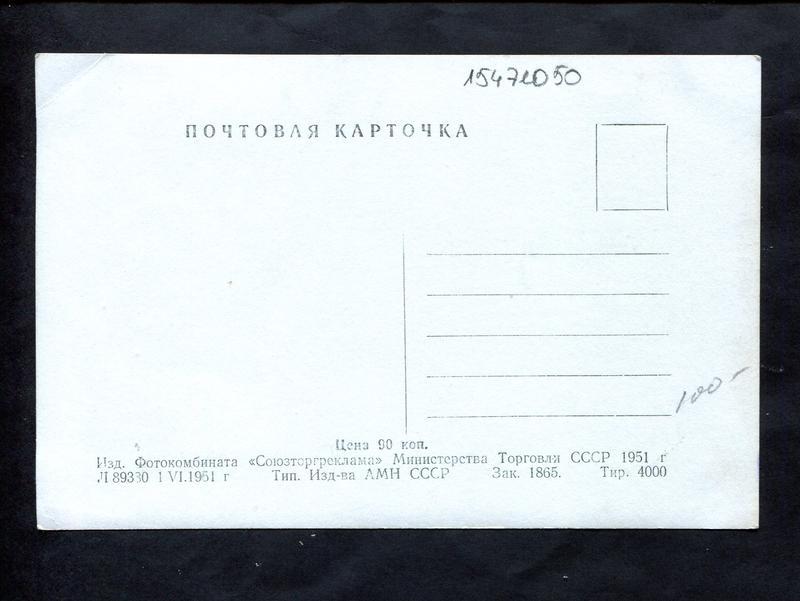 15471050
ПОЧТОВАЯ КАРТОЧКА
100-
Цена 90 коп.
Изд. Фотокомбината «Союзторгреклама» Министерства Торговли СССР 1951 г
Л 89330 1 VI.1951 г Тип. Изд-ва АМН СССР Зак. 1865. Тир. 4000